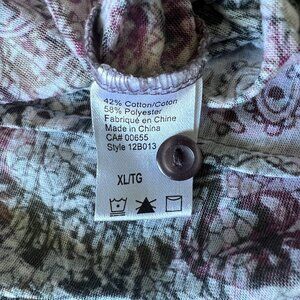 42% Cotton/Coton
58% Polyester
Fabriqué en Chine
Made in China
CA# 00655
Style 12B013
XL/TG